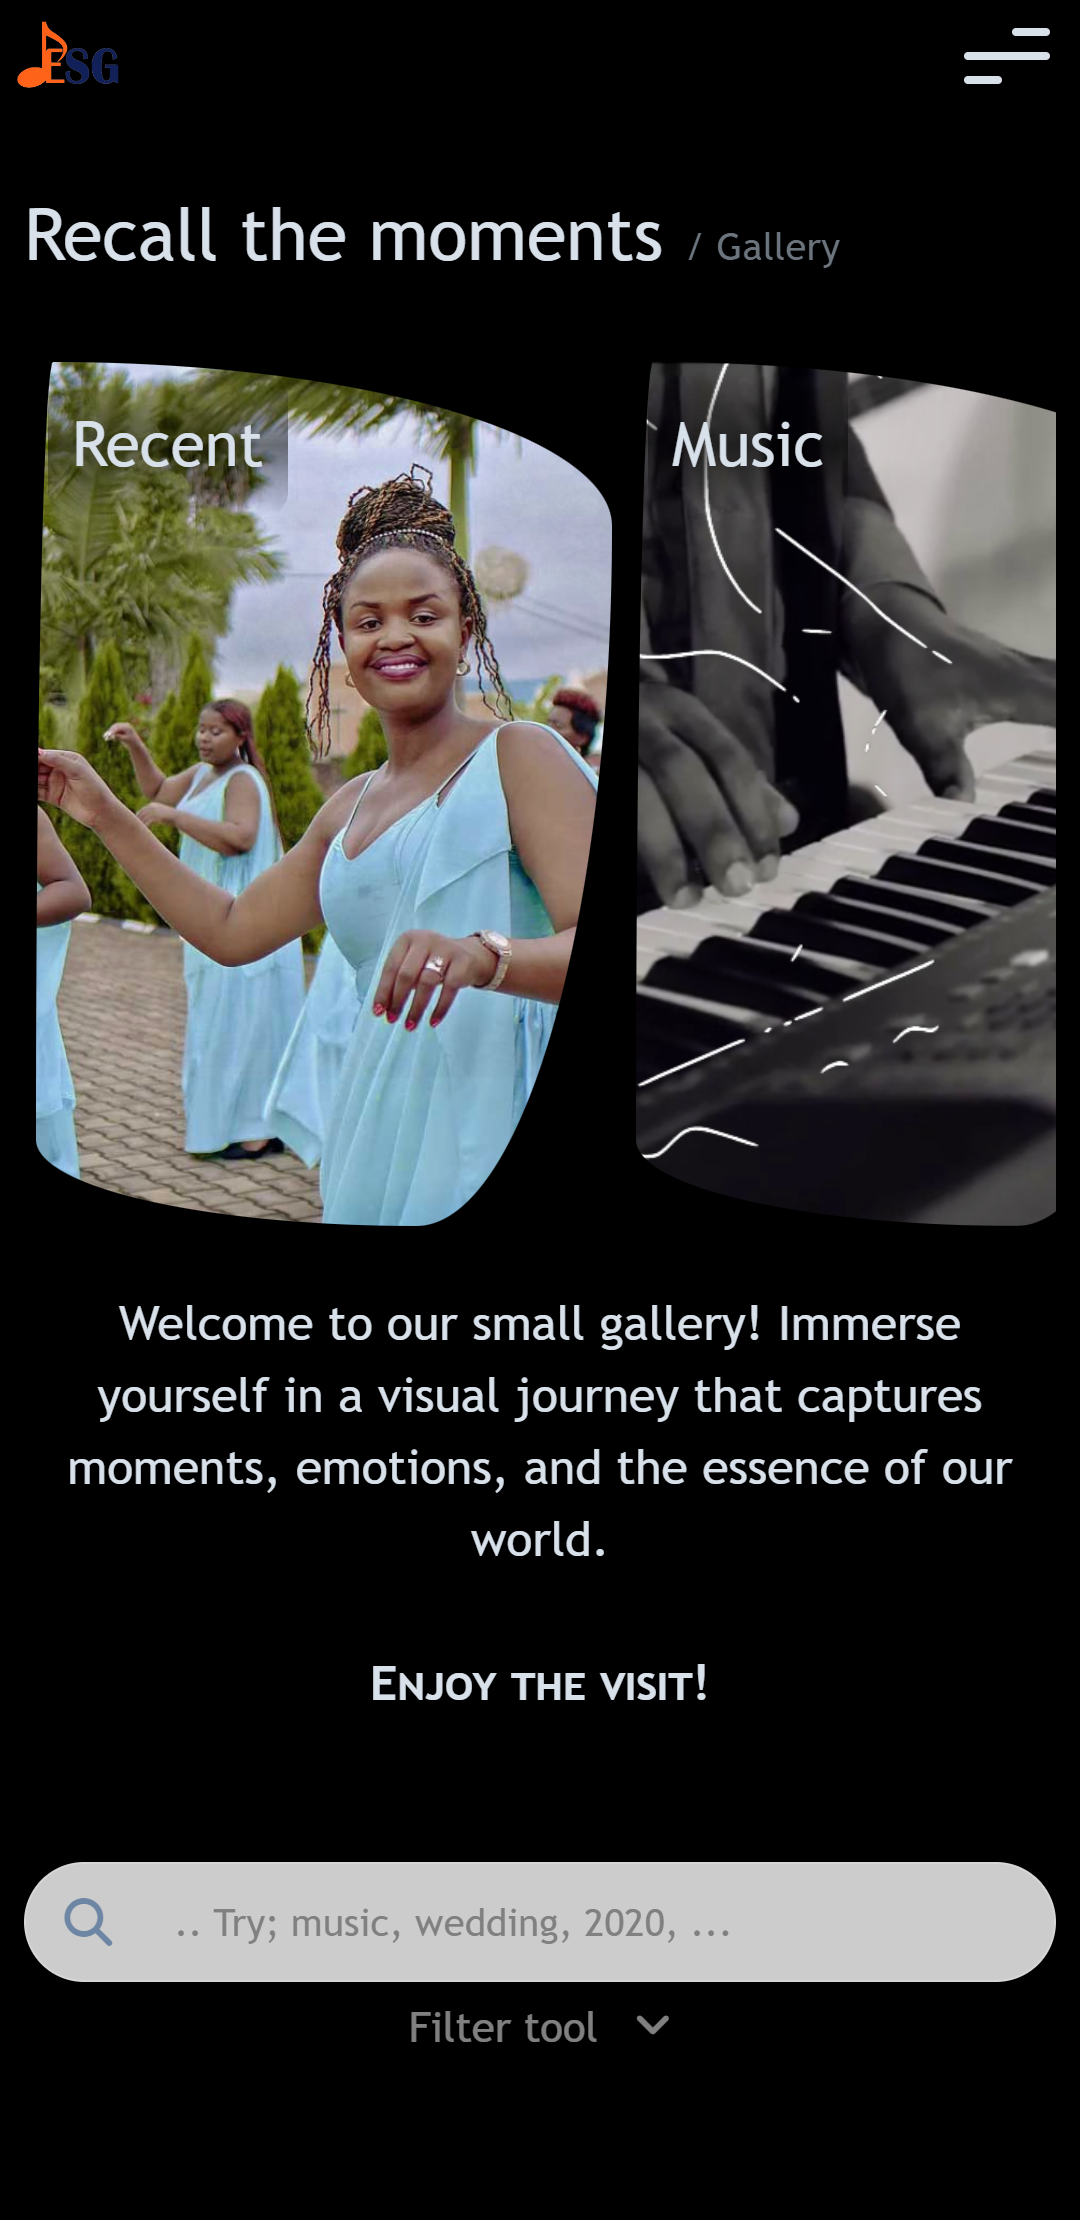 ESG
Recall the moments / Gallery
Recent
Music
Welcome to our small gallery! Immerse
yourself in a visual journey that captures
moments, emotions, and the essence of our
world.
Enjoy the visit!
.. Try; music, wedding, 2020, ...
Filter tool